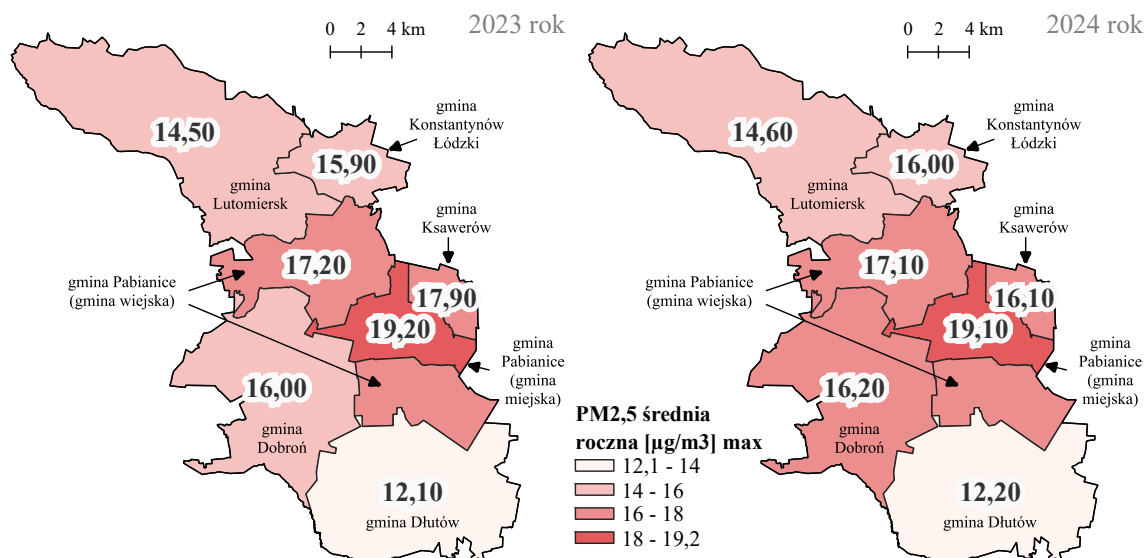 0 2 4 km
2023 rok
gmina
Konstantynów
Łódzki
14,50
15,90
gmina
Lutomiersk
gmina
Ksawerów
17,20
gmina Pabianice
(gmina wiejska)
17,90
19,20
gmina
Pabianice
(gmina
miejska)
16,00
gmina
Dobroń
12,10
gmina Dłutów
PM2,5 średnia
roczna [µg/m3] max
12,1 - 14
14 - 16
16 - 18
18 - 19,2
0 2 4 km
2024 rok
gmina
Konstantynów
Łódzki
14,60
16,00
gmina
Lutomiersk
gmina
Ksawerów
17,10
gmina Pabianice
(gmina wiejska)
16,10
19,10
gmina
Pabianice
(gmina
miejska)
16,20
gmina
Dobroń
12,20
gmina Dłutów